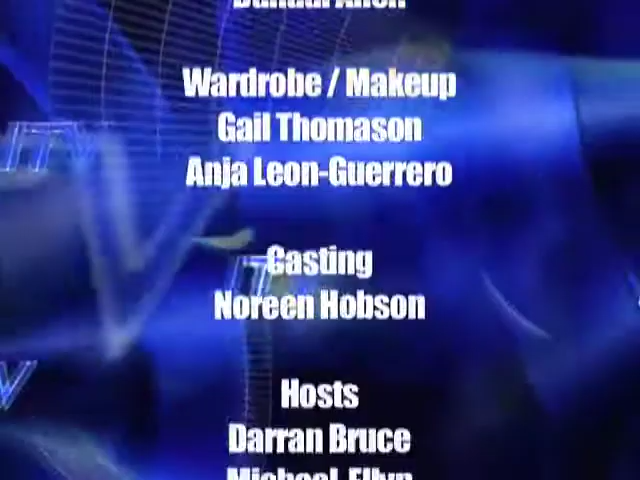 Wardrobe / Makeup
Gail Thomason
Anja Leon-Guerrero
Casting
Noreen Hobson
Hosts
Darran Bruce